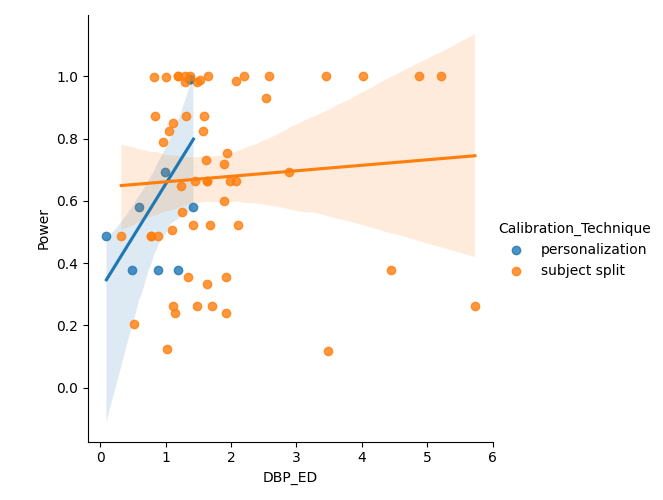 1.0
0.8
0.6
0.4
0.2
0.0
Power
0 1 2 3 4 5 6
DBP_ED
Calibration_Technique
personalization
subject split